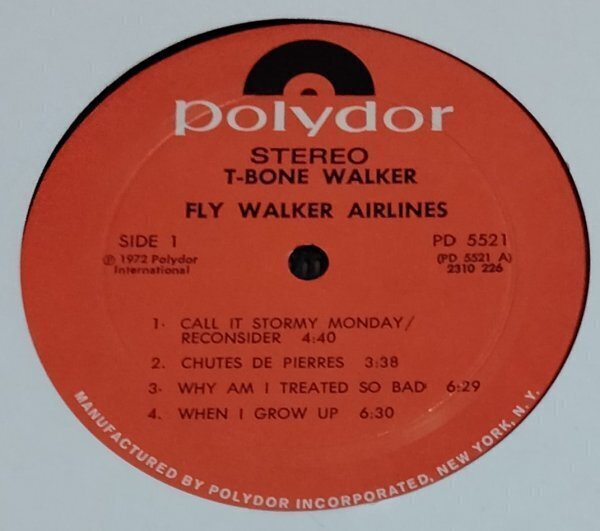 polydor
STEREO
T-BONE WALKER
FLY WALKER AIRLINES
SIDE 1
℗ 1972 Polydor
International
PD 5521
(PD 5521 A)
2310 226
1. CALL IT STORMY MONDAY/
RECONSIDER 4:40
2. CHUTES DE PIERRES 3:38
3. WHY AM I TREATED SO BAD 6:29
4. WHEN I GROW UP 6:30
MANUFACTURED BY POLYDOR INCORPORATED, NEW YORK, N.Y.